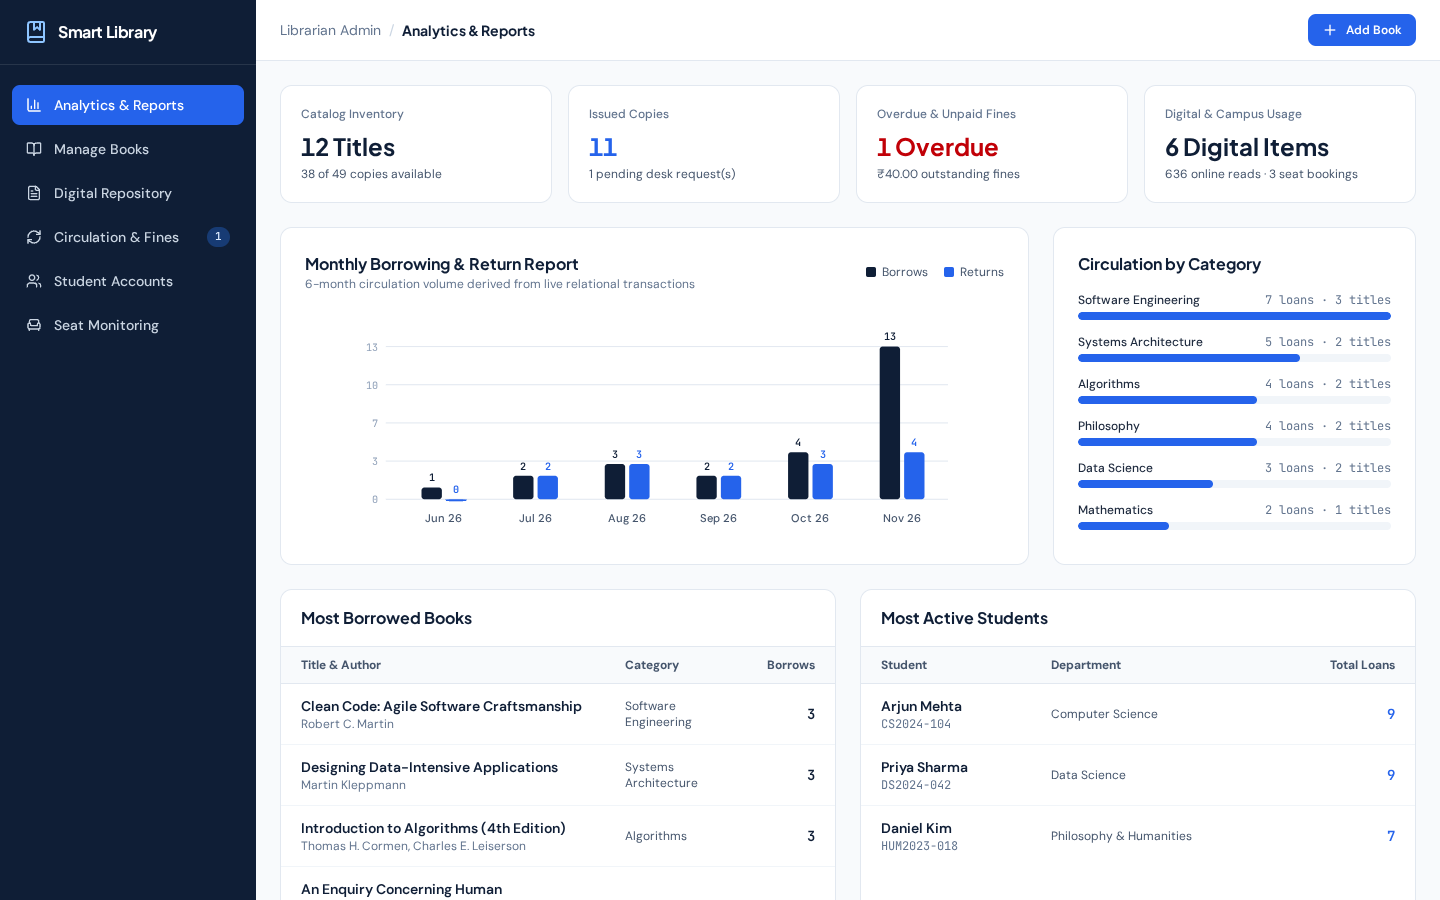 Smart Library
Librarian Admin / Analytics & Reports
Add Book
Analytics & Reports
Manage Books
Digital Repository
Circulation & Fines 1
Student Accounts
Seat Monitoring
Catalog Inventory
12 Titles
38 of 49 copies available
Issued Copies
11
1 pending desk request(s)
Overdue & Unpaid Fines
1 Overdue
₹40.00 outstanding fines
Digital & Campus Usage
6 Digital Items
636 online reads · 3 seat bookings
Monthly Borrowing & Return Report
6-month circulation volume derived from live relational transactions
Borrows Returns
13
10
7
3
0
1 0
2 2
3 3
2 2
4 3
13 4
Jun 26 Jul 26 Aug 26 Sep 26 Oct 26 Nov 26
Circulation by Category
Software Engineering 7 loans · 3 titles
Systems Architecture 5 loans · 2 titles
Algorithms 4 loans · 2 titles
Philosophy 4 loans · 2 titles
Data Science 3 loans · 2 titles
Mathematics 2 loans · 1 titles
Most Borrowed Books
Title & Author Category Borrows
Clean Code: Agile Software Craftsmanship
Robert C. Martin
Software
Engineering
3
Designing Data-Intensive Applications
Martin Kleppmann
Systems
Architecture
3
Introduction to Algorithms (4th Edition)
Thomas H. Cormen, Charles E. Leiserson
Algorithms
3
An Enquiry Concerning Human
Most Active Students
Student Department Total Loans
Arjun Mehta
CS2024-104
Computer Science
9
Priya Sharma
DS2024-042
Data Science
9
Daniel Kim
HUM2023-018
Philosophy & Humanities
7